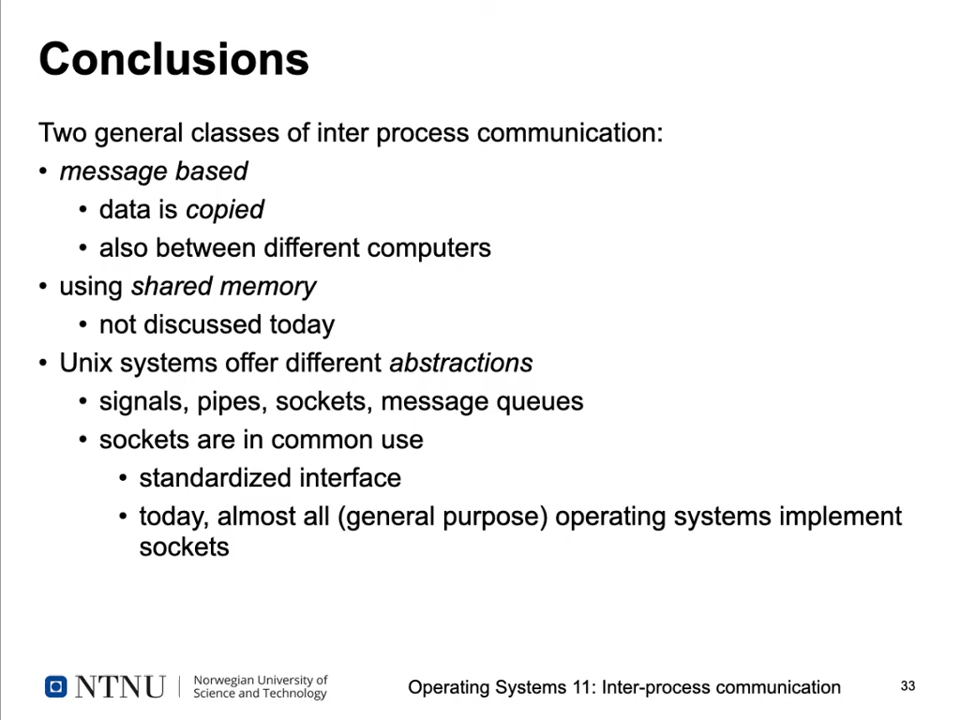 Conclusions
Two general classes of inter process communication:
• message based
• data is copied
• also between different computers
• using shared memory
• not discussed today
• Unix systems offer different abstractions
• signals, pipes, sockets, message queues
• sockets are in common use
• standardized interface
• today, almost all (general purpose) operating systems implement
sockets
NTNU
Norwegian University of
Science and Technology
Operating Systems 11: Inter-process communication
33